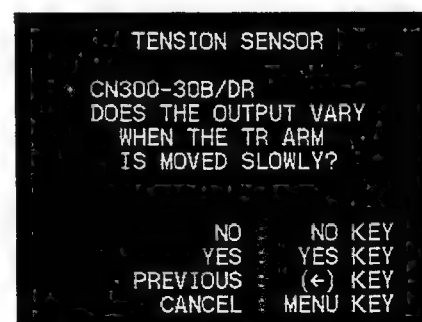 TENSION SENSOR
* CN300-30B/DR
DOES THE OUTPUT VARY
WHEN THE TR ARM
IS MOVED SLOWLY?
NO : NO KEY
YES : YES KEY
PREVIOUS : (←) KEY
CANCEL : MENU KEY